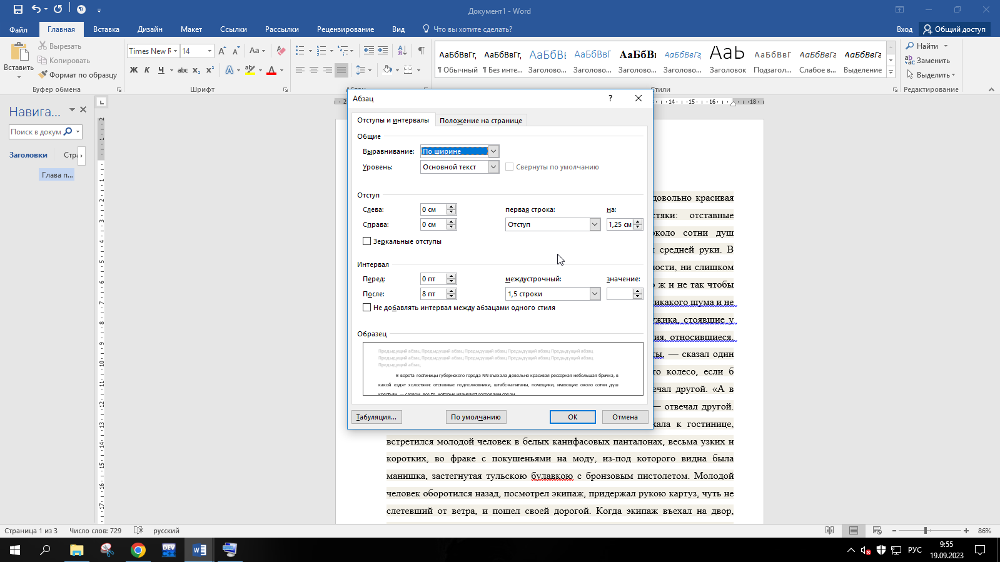 Документ1 - Word
Файл Главная Вставка Дизайн Макет Ссылки Рассылки Рецензирование Вид Что вы хотите сделать? Вход Общий доступ
Вставить
Вырезать
Копировать
Формат по образцу
Буфер обмена
Times New R 14
Шрифт
АаБбВвГг, АаБбВвГг, АаБбВі АаБбВвГ АаБбВі АаБбВвГг АаЬ АаБбВвГ АаБбВвГг АаБбВвГг
¶ Обычный ¶ Без инте... Заголово... Заголово... Заголово... Заголово... Заголовок Подзагол... Слабое в... Выделение
Стили
Найти
Заменить
Выделить
Редактирование
Навига...
Поиск в докум
Заголовки Стра
Глава п...
Абзац
Отступы и интервалы Положение на странице
Общие
Выравнивание: По ширине
Уровень: Основной текст Свернуты по умолчанию
Отступ
Слева: 0 см первая строка: на:
Справа: 0 см Отступ 1,25 см
Зеркальные отступы
Интервал
Перед: 0 пт междустрочный: значение:
После: 8 пт 1,5 строки
Не добавлять интервал между абзацами одного стиля
Образец
Предыдущий абзац Предыдущий абзац Предыдущий абзац Предыдущий абзац Предыдущий абзац
Предыдущий абзац Предыдущий абзац Предыдущий абзац Предыдущий абзац Предыдущий абзац
Предыдущий абзац
В ворота гостиницы губернского города NN въехала довольно красивая рессорная небольшая бричка, в
какой ездят холостяки: отставные подполковники, штабс-капитаны, помещики, имеющие около сотни душ
крестьян, — словом, все те, которых называют господами средн
Табуляция... По умолчанию ОК Отмена
довольно красивая
стяки: отставные
около сотни душ
средней руки. В
ности, ни слишком
ж и не так чтобы
никакого шума и не
ужика, стоявшие у
ия, относившиеся,
ты, — сказал один
то колесо, если б
ечал другой. «А в
— отвечал другой.
хала к гостинице,
встретился молодой человек в белых канифасовых панталонах, весьма узких и
коротких, во фраке с покушеньями на моду, из-под которого видна была
манишка, застегнутая тульскою булавкою с бронзовым пистолетом. Молодой
человек оборотился назад, посмотрел экипаж, придержал рукою картуз, чуть не
слетевший от ветра, и пошел своей дорогой. Когда экипаж въехал на двор,
Страница 1 из 3 Число слов: 729 русский 86%
DEV
РУС
9:55
19.09.2023